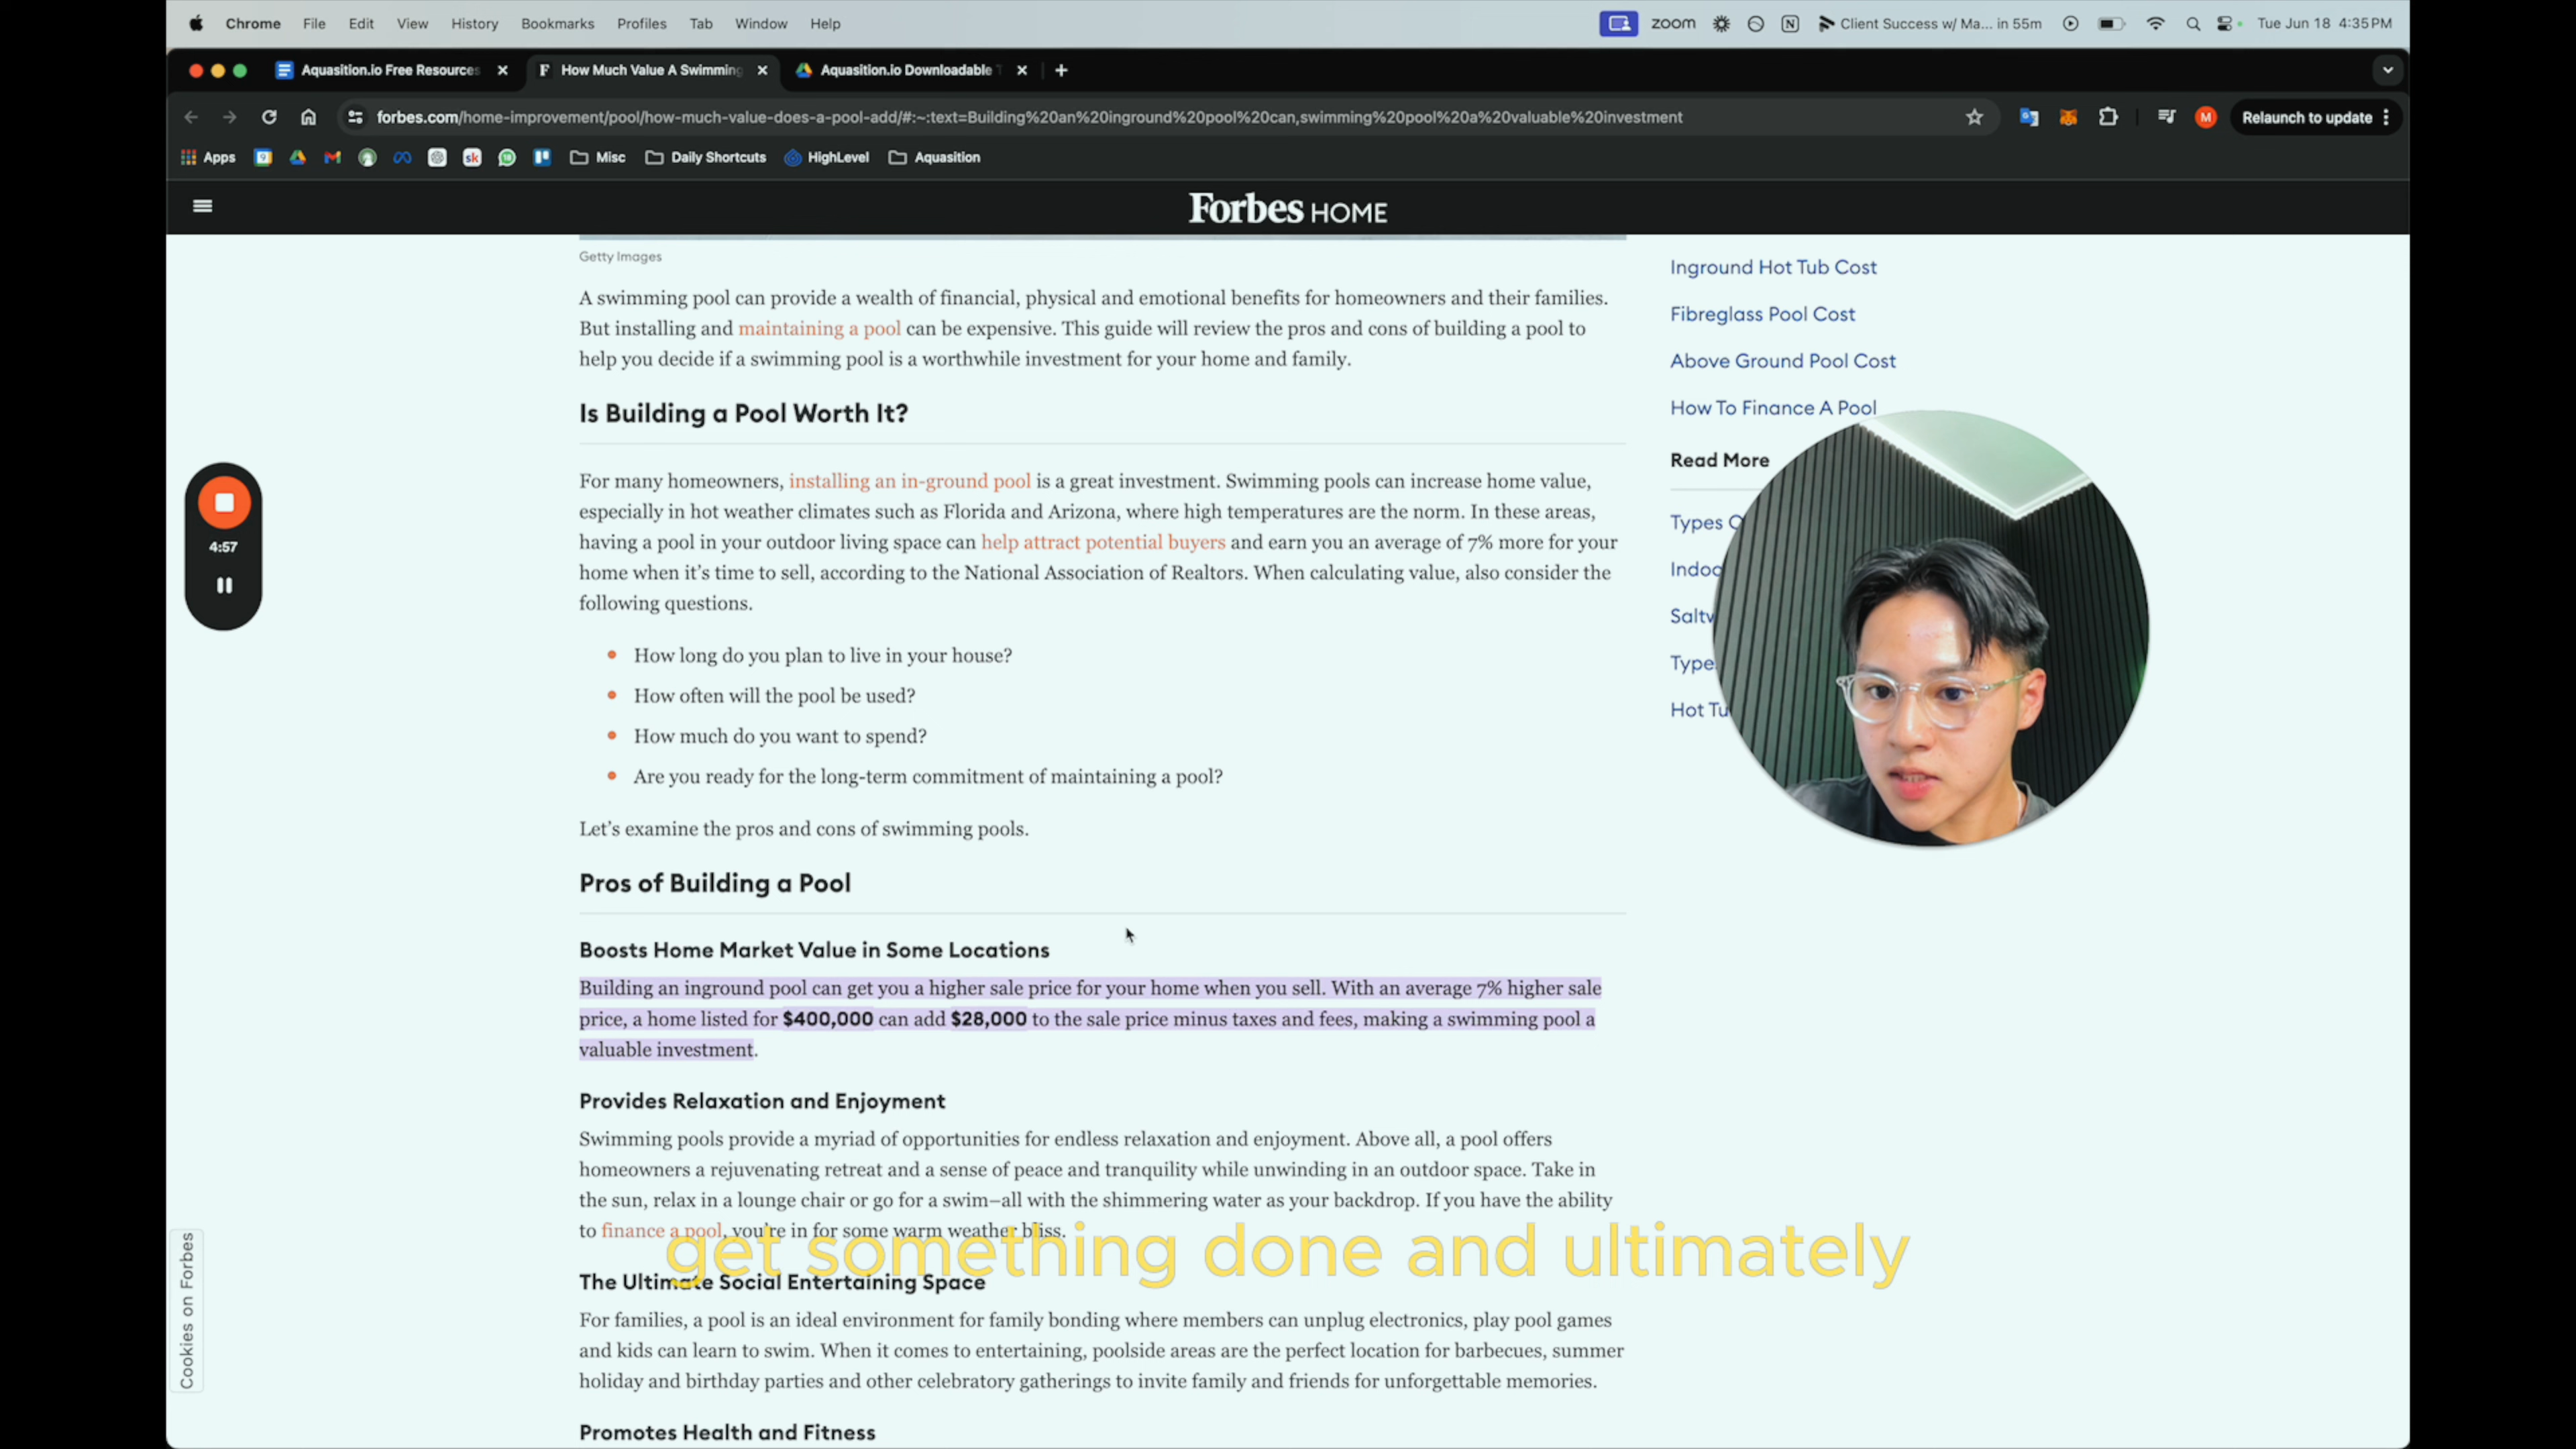 Chrome File Edit View History Bookmarks Profiles Tab Window Help
zoom
Client Success w/ Ma... in 55m
Tue Jun 18 4:35 PM
Aquasition.io Free Resources
How Much Value A Swimming
Aquasition.io Downloadable
forbes.com/home-improvement/pool/how-much-value-does-a-pool-add/#:~:text=Building%20an%20inground%20pool%20can,swimming%20pool%20a%20valuable%20investment
M
Relaunch to update
Apps
sk
Misc
Daily Shortcuts
HighLevel
Aquasition
Forbes HOME
Getty Images
A swimming pool can provide a wealth of financial, physical and emotional benefits for homeowners and their families.
But installing and maintaining a pool can be expensive. This guide will review the pros and cons of building a pool to
help you decide if a swimming pool is a worthwhile investment for your home and family.
Is Building a Pool Worth It?
For many homeowners, installing an in-ground pool is a great investment. Swimming pools can increase home value,
especially in hot weather climates such as Florida and Arizona, where high temperatures are the norm. In these areas,
having a pool in your outdoor living space can help attract potential buyers and earn you an average of 7% more for your
home when it's time to sell, according to the National Association of Realtors. When calculating value, also consider the
following questions.
How long do you plan to live in your house?
How often will the pool be used?
How much do you want to spend?
Are you ready for the long-term commitment of maintaining a pool?
Let's examine the pros and cons of swimming pools.
Pros of Building a Pool
Boosts Home Market Value in Some Locations
Building an inground pool can get you a higher sale price for your home when you sell. With an average 7% higher sale
price, a home listed for $400,000 can add $28,000 to the sale price minus taxes and fees, making a swimming pool a
valuable investment.
Provides Relaxation and Enjoyment
Swimming pools provide a myriad of opportunities for endless relaxation and enjoyment. Above all, a pool offers
homeowners a rejuvenating retreat and a sense of peace and tranquility while unwinding in an outdoor space. Take in
the sun, relax in a lounge chair or go for a swim–all with the shimmering water as your backdrop. If you have the ability
to finance a pool, you're in for some warm weather bliss.
get something done and ultimately
The Ultimate Social Entertaining Space
For families, a pool is an ideal environment for family bonding where members can unplug electronics, play pool games
and kids can learn to swim. When it comes to entertaining, poolside areas are the perfect location for barbecues, summer
holiday and birthday parties and other celebratory gatherings to invite family and friends for unforgettable memories.
Promotes Health and Fitness
Inground Hot Tub Cost
Fibreglass Pool Cost
Above Ground Pool Cost
How To Finance A Pool
Read More
Types
Hot
4:57
Cookies on Forbes